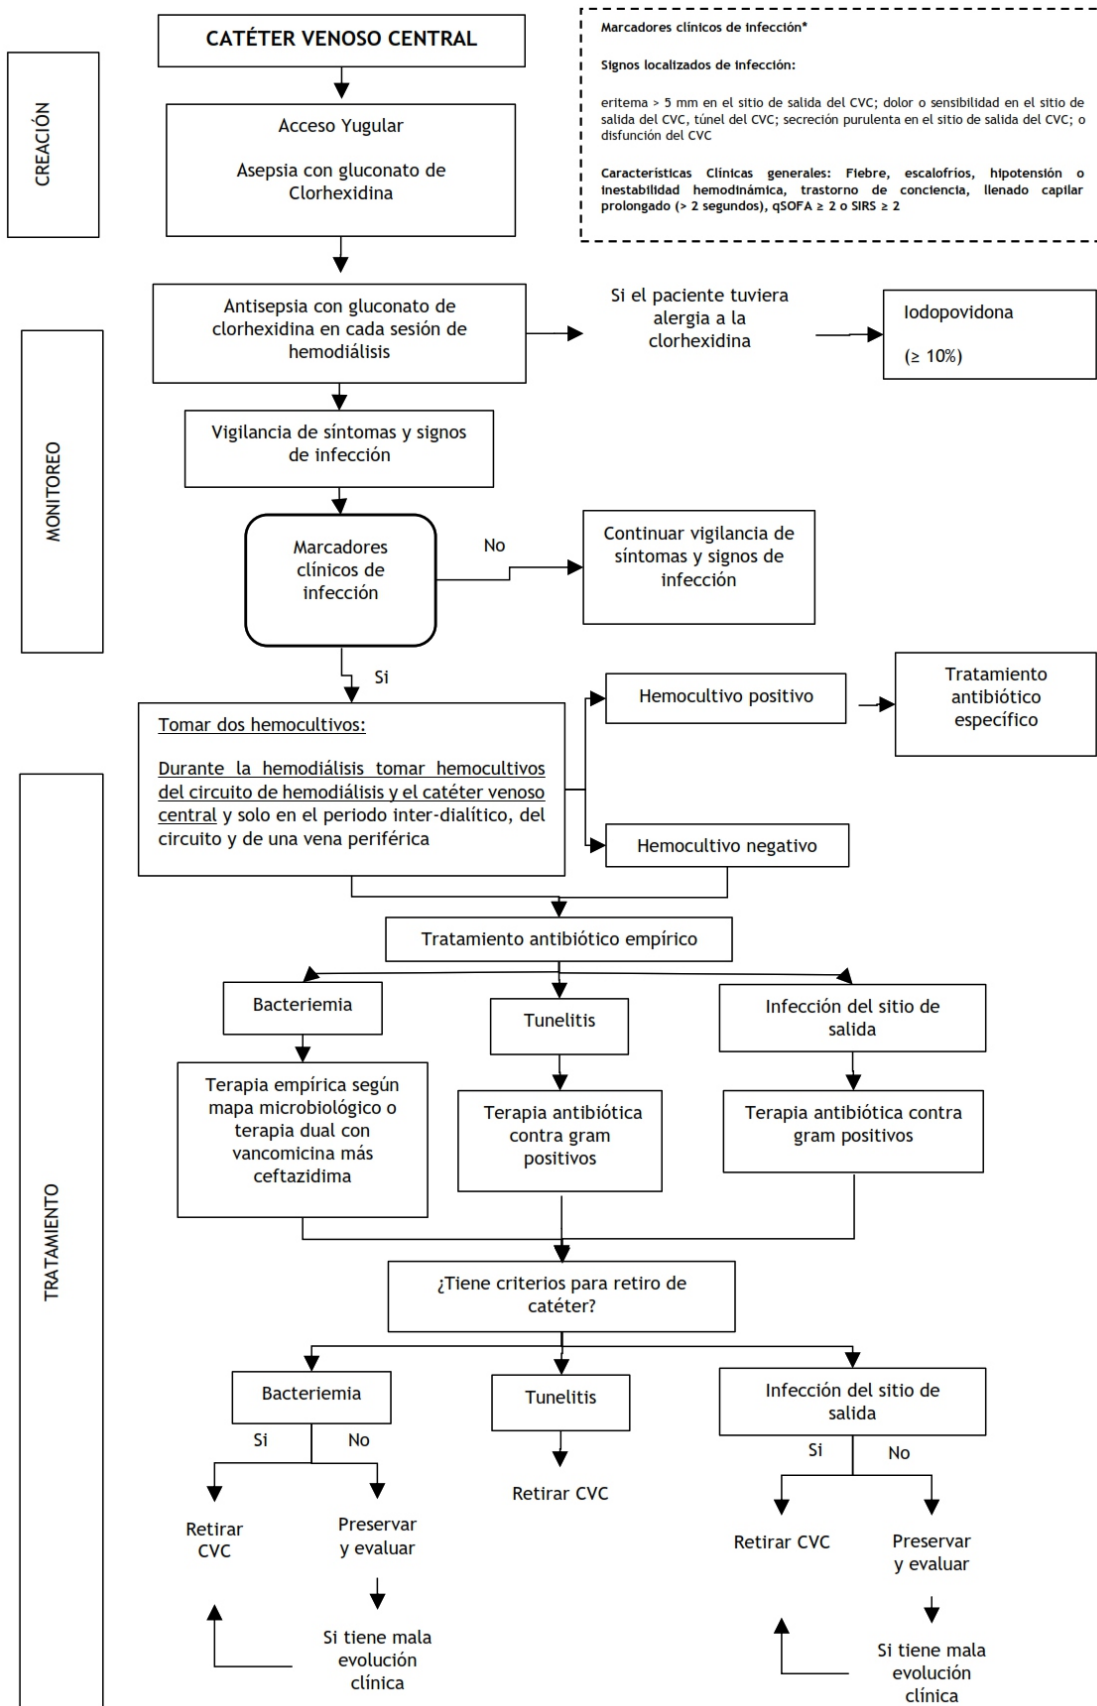 CATÉTER VENOSO CENTRAL
Marcadores clínicos de infección*
Signos localizados de infección:
eritema > 5 mm en el sitio de salida del CVC; dolor o sensibilidad en el sitio de
salida del CVC, túnel del CVC; secreción purulenta en el sitio de salida del CVC; o
disfunción del CVC
Características Clínicas generales: Fiebre, escalofríos, hipotensión o
inestabilidad hemodinámica, trastorno de conciencia, llenado capilar
prolongado (> 2 segundos), qSOFA ≥ 2 o SIRS ≥ 2
CREACIÓN
Acceso Yugular
Asepsia con gluconato de
Clorhexidina
MONITOREO
Antisepsia con gluconato de
clorhexidina en cada sesión de
hemodiálisis
Si el paciente tuviera
alergia a la
clorhexidina
Iodopovidona
(≥ 10%)
Vigilancia de síntomas y signos
de infección
Marcadores
clínicos de
infección
No
Continuar vigilancia de
síntomas y signos de
infección
Si
TRATAMIENTO
Tomar dos hemocultivos:
Durante la hemodiálisis tomar hemocultivos
del circuito de hemodiálisis y el catéter venoso
central y solo en el periodo inter-dialítico, del
circuito y de una vena periférica
Hemocultivo positivo
Tratamiento
antibiótico
específico
Hemocultivo negativo
Tratamiento antibiótico empírico
Bacteriemia
Tunelitis
Infección del sitio de
salida
Terapia empírica según
mapa microbiológico o
terapia dual con
vancomicina más
ceftazidima
Terapia antibiótica
contra gram
positivos
Terapia antibiótica contra
gram positivos
¿Tiene criterios para retiro de
catéter?
Bacteriemia
Tunelitis
Infección del sitio de
salida
Si
No
Retirar
CVC
Preservar
y evaluar
Si tiene mala
evolución
clínica
Retirar CVC
Si
No
Retirar CVC
Preservar
y evaluar
Si tiene mala
evolución
clínica